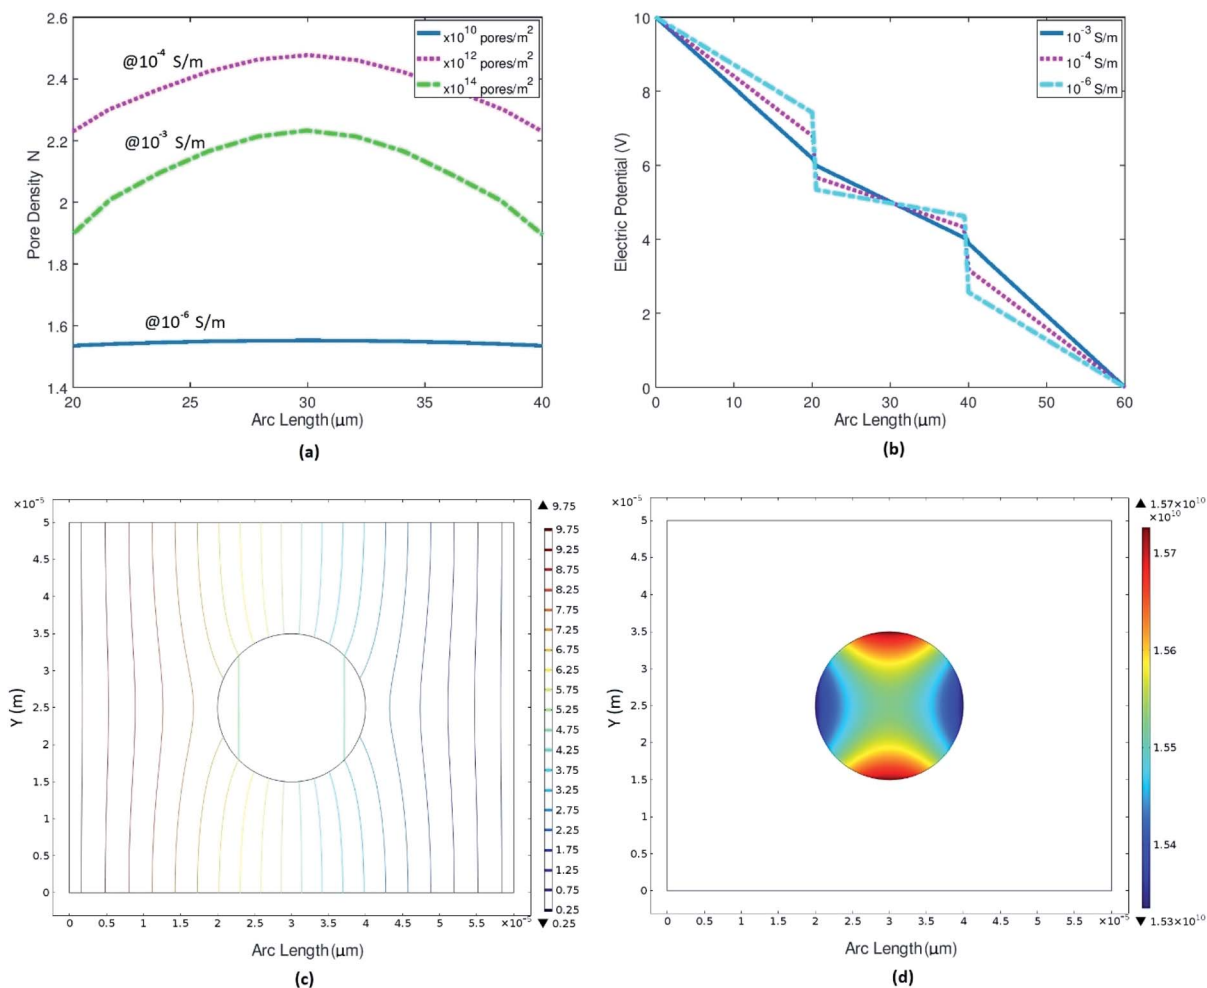 2.6
2.4
2.2
2
1.8
1.6
1.4
Pore Density N
@10-4 S/m
@10-3 S/m
@10-6 S/m
x1010 pores/m2
x1012 pores/m2
x1014 pores/m2
20 25 30 35 40
Arc Length(μm)
(a)
10
8
6
4
2
0
Electric Potential (V)
10-3 S/m
10-4 S/m
10-6 S/m
0 10 20 30 40 50 60
Arc Length(μm)
(b)
×10-5
5
4.5
4
3.5
3
2.5
2
1.5
1
0.5
0
Y (m)
0 0.5 1 1.5 2 2.5 3 3.5 4 4.5 5 5.5 ×10-5
Arc Length(μm)
▲ 9.75
9.75
9.25
8.75
8.25
7.75
7.25
6.75
6.25
5.75
5.25
4.75
4.25
3.75
3.25
2.75
2.25
1.75
1.25
0.75
0.25
▼ 0.25
(c)
×10-5
5
4.5
4
3.5
3
2.5
2
1.5
1
0.5
0
Y (m)
0 0.5 1 1.5 2 2.5 3 3.5 4 4.5 5 5.5 ×10-5
Arc Length(μm)
▲ 1.57×1010
×1010
1.57
1.56
1.55
1.54
▼ 1.53×1010
(d)